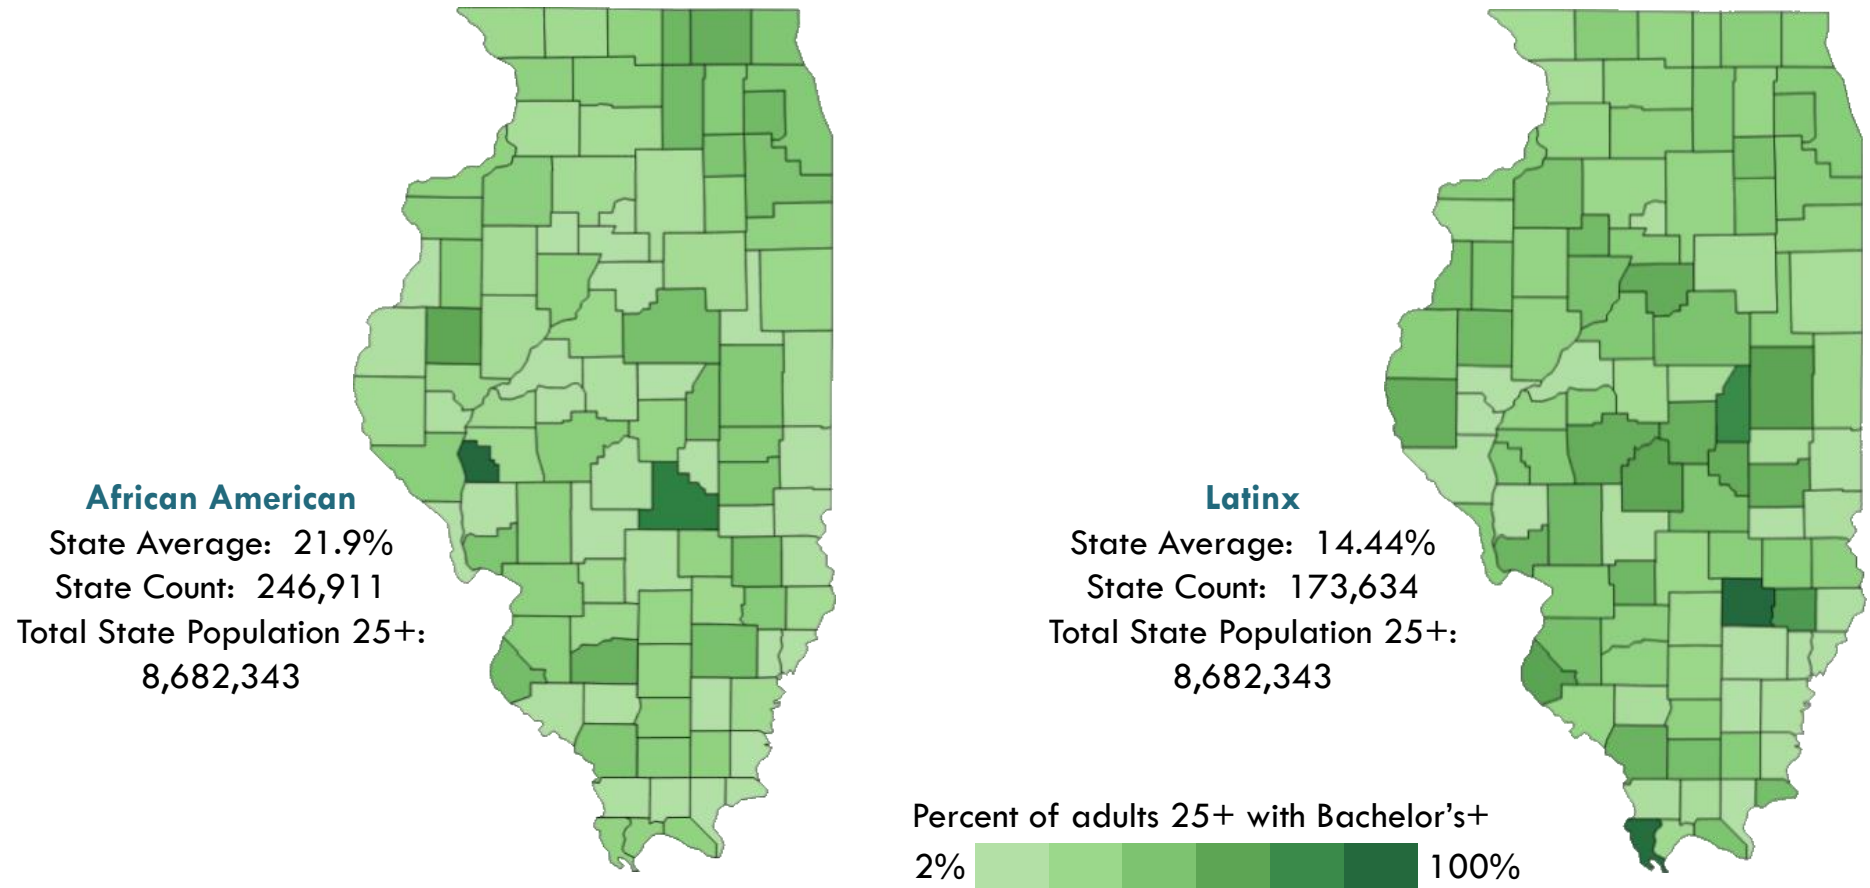 African American
State Average: 21.9%
State Count: 246,911
Total State Population 25+:
8,682,343
Latinx
State Average: 14.44%
State Count: 173,634
Total State Population 25+:
8,682,343
Percent of adults 25+ with Bachelor’s+
2% 100%